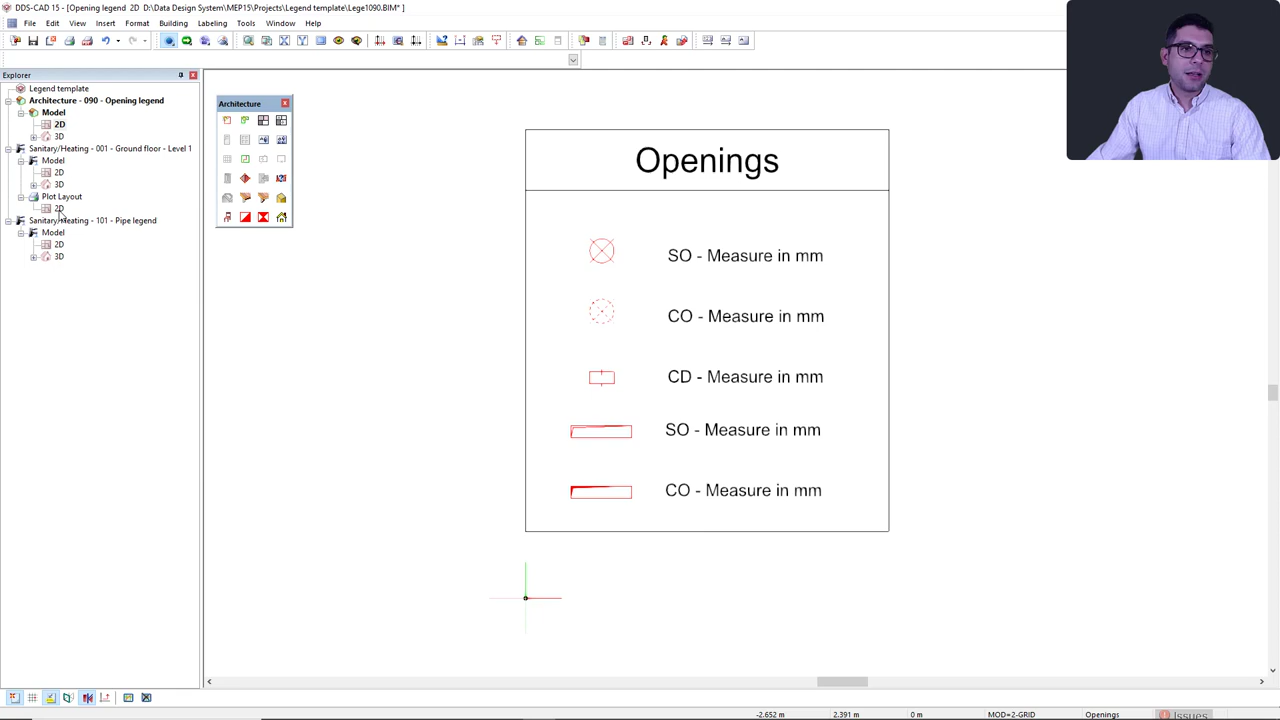 DDS-CAD 15 - [Opening legend  2D  D:\Data Design System\MEP15\Projects\Legend template\Lege1090.BIM* ]
File Edit View Insert Format Building Labeling Tools Window Help
Explorer
Legend template
Architecture - 090 - Opening legend
Model
2D
3D
Sanitary/Heating - 001 - Ground floor - Level 1
Model
2D
3D
Plot Layout
2D
Sanitary/Heating - 101 - Pipe legend
Model
2D
3D
Architecture
Openings
SO - Measure in mm
CO - Measure in mm
CD - Measure in mm
SO - Measure in mm
CO - Measure in mm
-2.652 m 2.391 m 0 m MOD=2-GRID Openings Issues